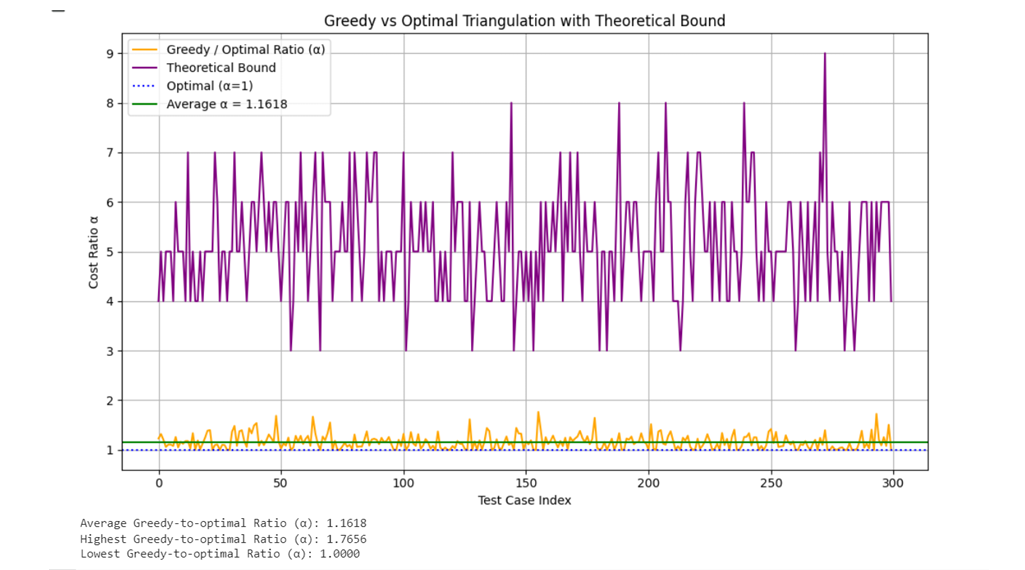 Greedy vs Optimal Triangulation with Theoretical Bound
Greedy / Optimal Ratio (α)
Theoretical Bound
Optimal (α=1)
Average α = 1.1618
9
8
7
6
5
4
3
2
1
Cost Ratio α
0 50 100 150 200 250 300
Test Case Index
Average Greedy-to-optimal Ratio (α): 1.1618
Highest Greedy-to-optimal Ratio (α): 1.7656
Lowest Greedy-to-optimal Ratio (α): 1.0000